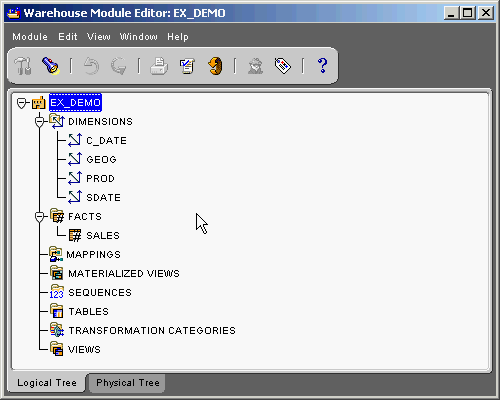 Warehouse Module Editor: EX_DEMO
Module Edit View Window Help
?
EX_DEMO
DIMENSIONS
C_DATE
GEOG
PROD
SDATE
FACTS
SALES
MAPPINGS
MATERIALIZED VIEWS
123 SEQUENCES
TABLES
TRANSFORMATION CATEGORIES
VIEWS
Logical Tree Physical Tree